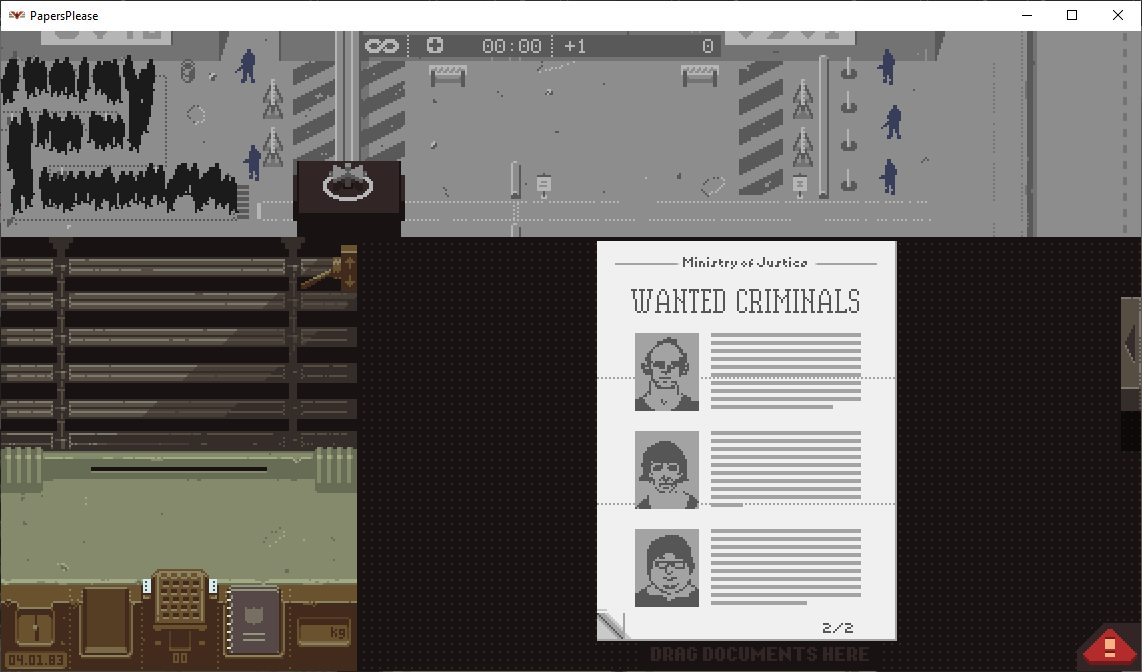 PapersPlease
00:00 +1 0
Ministry of Justice
WANTED CRIMINALS
kg
04.01.83
00
2/2
DRAG DOCUMENTS HERE